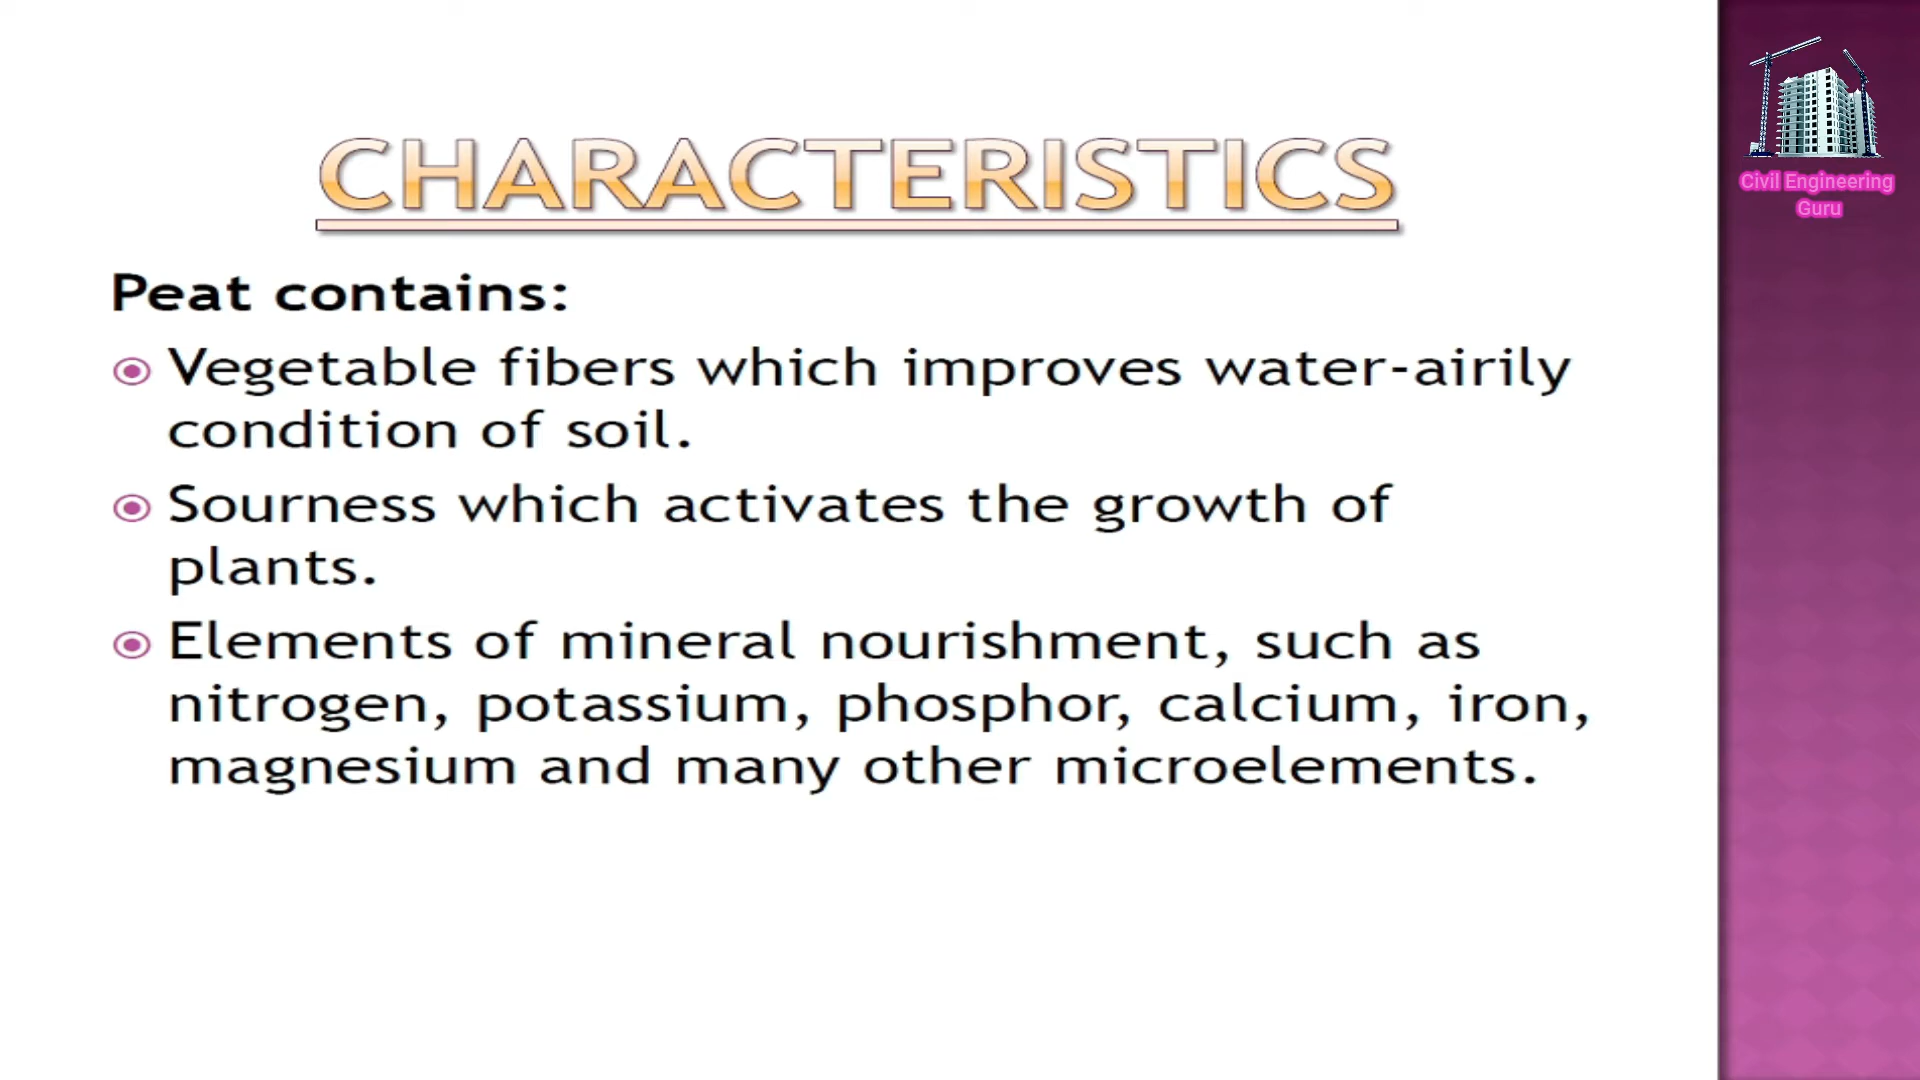 CHARACTERISTICS
Peat contains:
Vegetable fibers which improves water-airily
condition of soil.
Sourness which activates the growth of
plants.
Elements of mineral nourishment, such as
nitrogen, potassium, phosphor, calcium, iron,
magnesium and many other microelements.
Civil Engineering
Guru